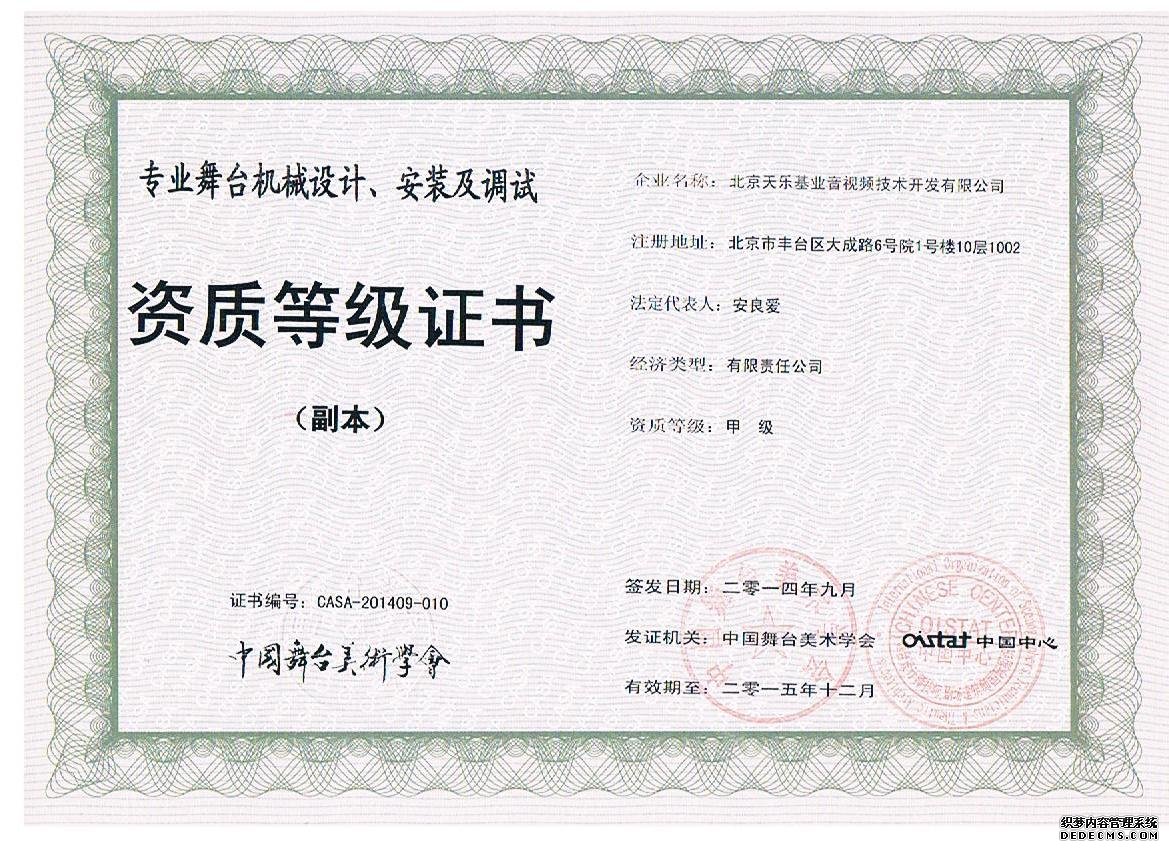 专业舞台机械设计、安装及调试
资质等级证书
（副本）
证书编号：CASA-201409-010
中国舞台美術學會
企业名称：北京天乐基业音视频技术开发有限公司
注册地址：北京市丰台区大成路6号院1号楼10层1002
法定代表人：安良爱
经济类型：有限责任公司
资质等级：甲 级
签发日期：二零一四年九月
发证机关：中国舞台美术学会 OISTAT中国中心
有效期至：二零一五年十二月
CHINESE CENTER
OISTAT
中国中心
织梦内容管理系统
DEDECMS.COM